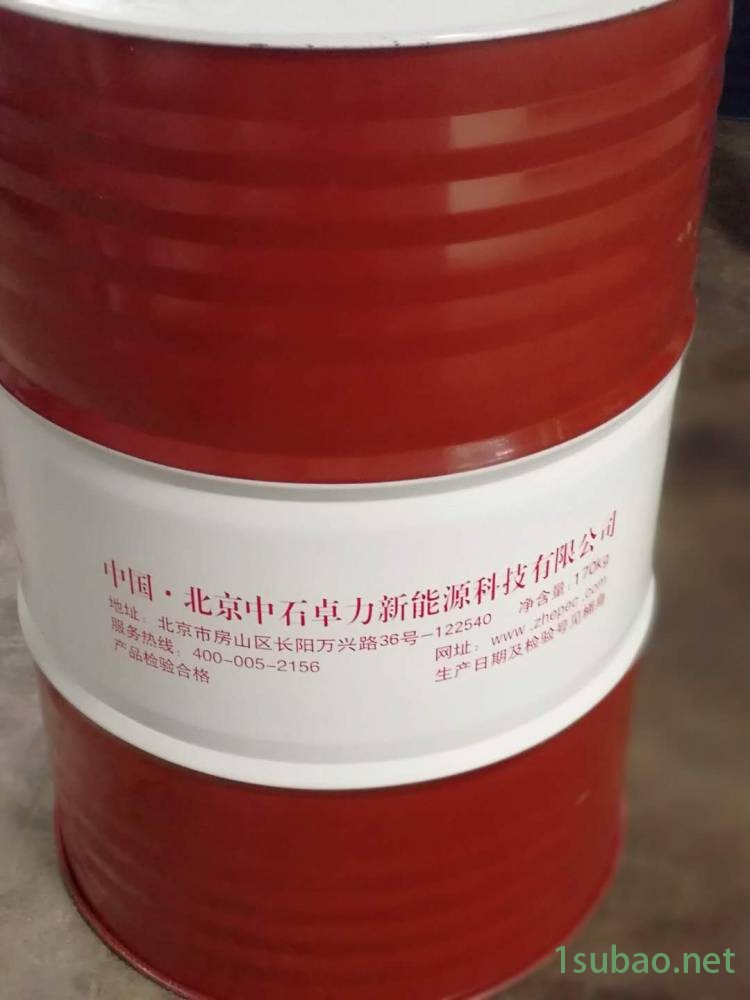 中国·北京中石卓力新能源科技有限公司
地址：北京市房山区长阳万兴路36号-122540 净含量:170kg
服务热线：400-005-2156 网址：www.zhepec.com
产品检验合格 生产日期及检验号见桶身
1subao.net